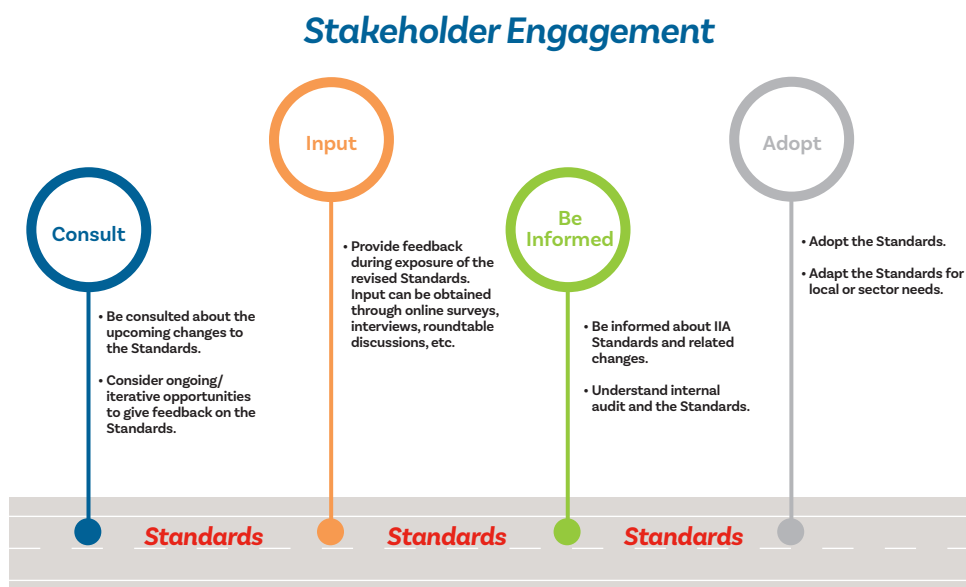 Stakeholder Engagement
Consult
• Be consulted about the
upcoming changes to
the Standards.
• Consider ongoing/
iterative opportunities
to give feedback on the
Standards.
Input
• Provide feedback
during exposure of the
revised Standards.
Input can be obtained
through online surveys,
interviews, roundtable
discussions, etc.
Be
Informed
• Be informed about IIA
Standards and related
changes.
• Understand internal
audit and the Standards.
Adopt
• Adopt the Standards.
• Adapt the Standards for
local or sector needs.
Standards
Standards
Standards